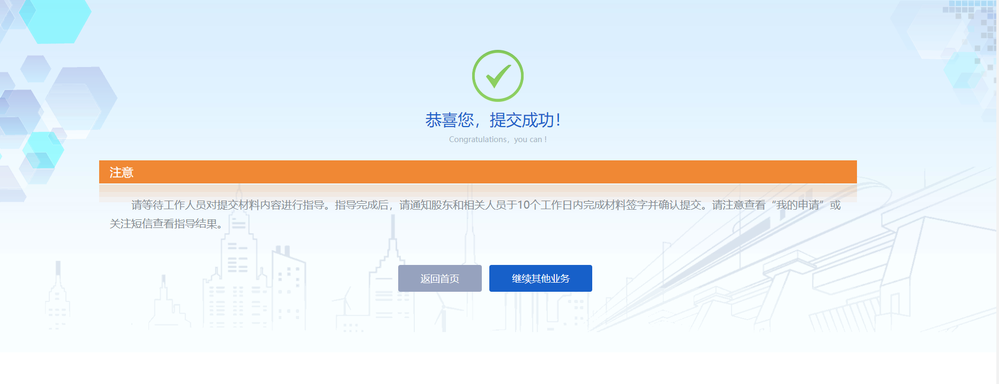 恭喜您，提交成功！
Congratulations，you can !
注意
请等待工作人员对提交材料内容进行指导。指导完成后，请通知股东和相关人员于10个工作日内完成材料签字并确认提交。请注意查看“我的申请”或
关注短信查看指导结果。
返回首页
继续其他业务